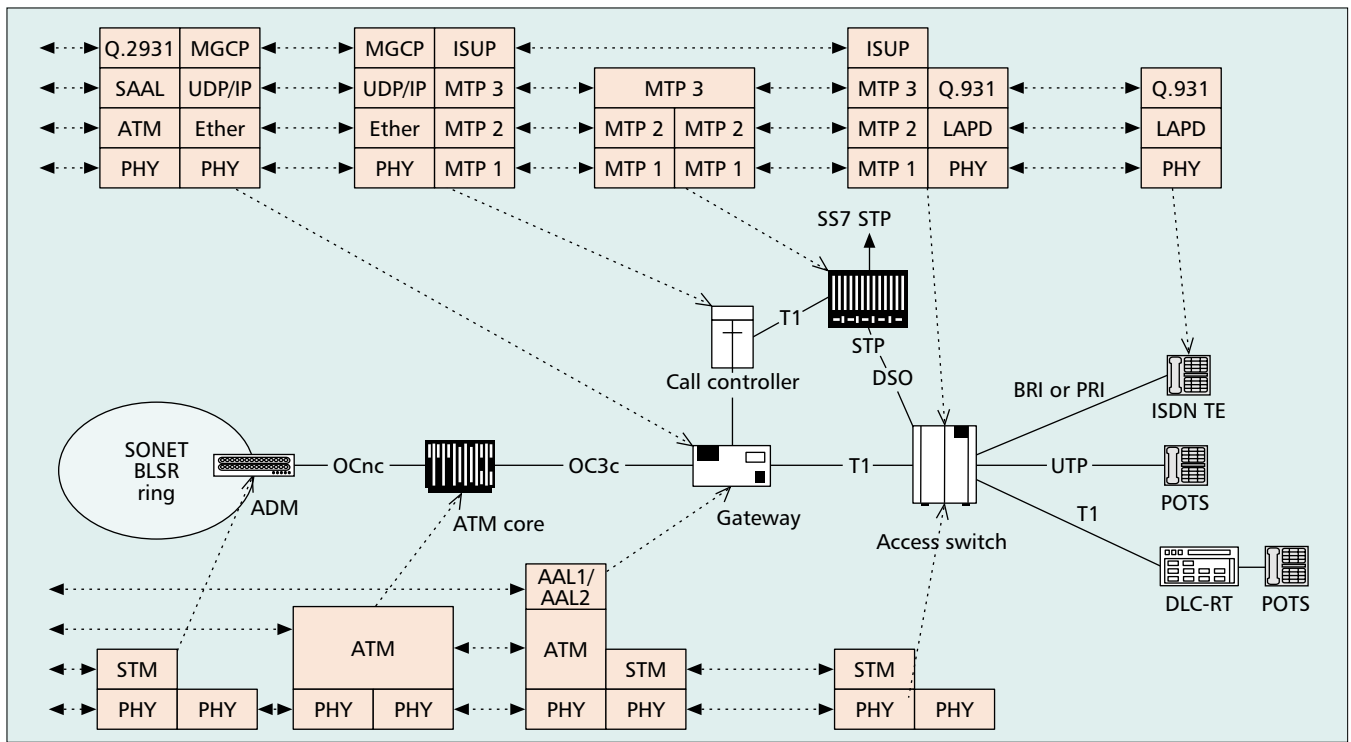 Q.2931 MGCP MGCP ISUP ISUP
SAAL UDP/IP UDP/IP MTP 3 MTP 3 MTP 3 Q.931 Q.931
ATM Ether Ether MTP 2 MTP 2 MTP 2 MTP 2 LAPD LAPD
PHY PHY PHY MTP 1 MTP 1 MTP 1 MTP 1 PHY PHY
SS7 STP
T1
STP
Call controller
DSO
BRI or PRI
ISDN TE
SONET
BLSR
ring
ADM
OCnc
ATM core
OC3c
Gateway
T1
Access switch
UTP
POTS
T1
DLC-RT
POTS
AAL1/
AAL2
ATM
ATM
STM
STM
STM
PHY PHY PHY PHY PHY PHY PHY PHY